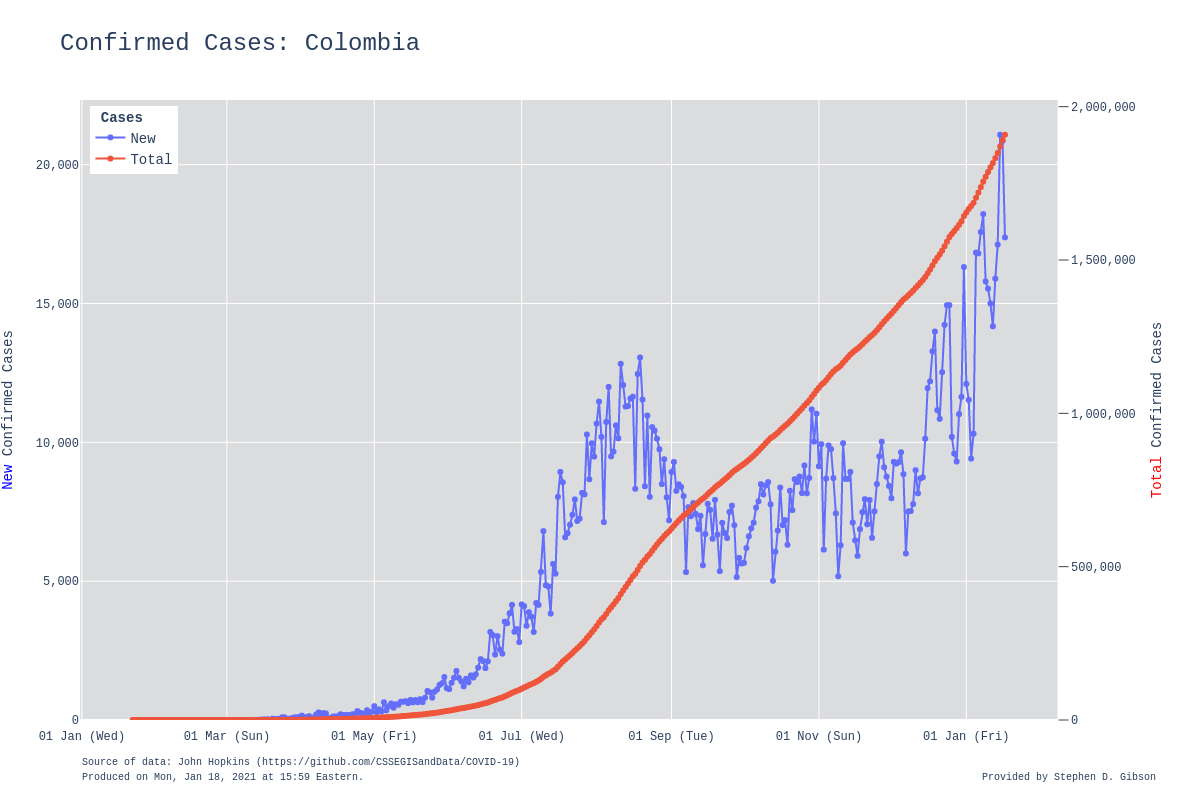 Confirmed Cases: Colombia
Cases
New
Total
20,000
15,000
10,000
5,000
0
2,000,000
1,500,000
1,000,000
500,000
0
New Confirmed Cases
Total Confirmed Cases
01 Jan (Wed)
01 Mar (Sun)
01 May (Fri)
01 Jul (Wed)
01 Sep (Tue)
01 Nov (Sun)
01 Jan (Fri)
Source of data: John Hopkins (https://github.com/CSSEGISandData/COVID-19)
Produced on Mon, Jan 18, 2021 at 15:59 Eastern.
Provided by Stephen D. Gibson